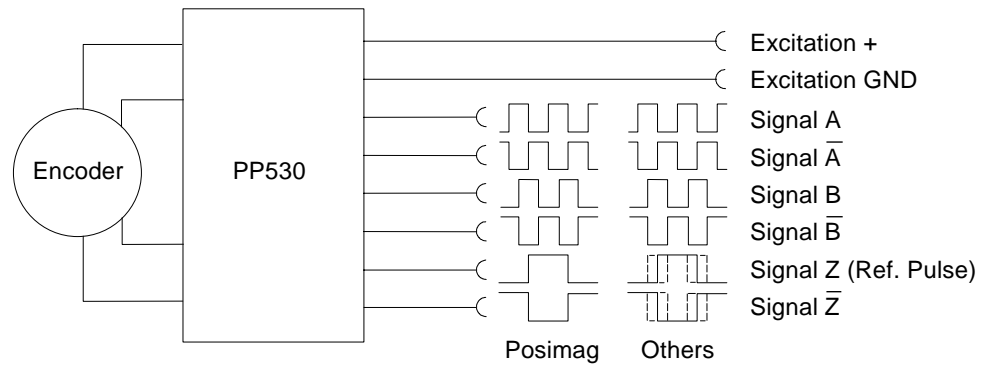 Encoder
PP530
Excitation +
Excitation GND
Signal A
Signal A̅
Signal B
Signal B̅
Signal Z (Ref. Pulse)
Signal Z̅
Posimag Others